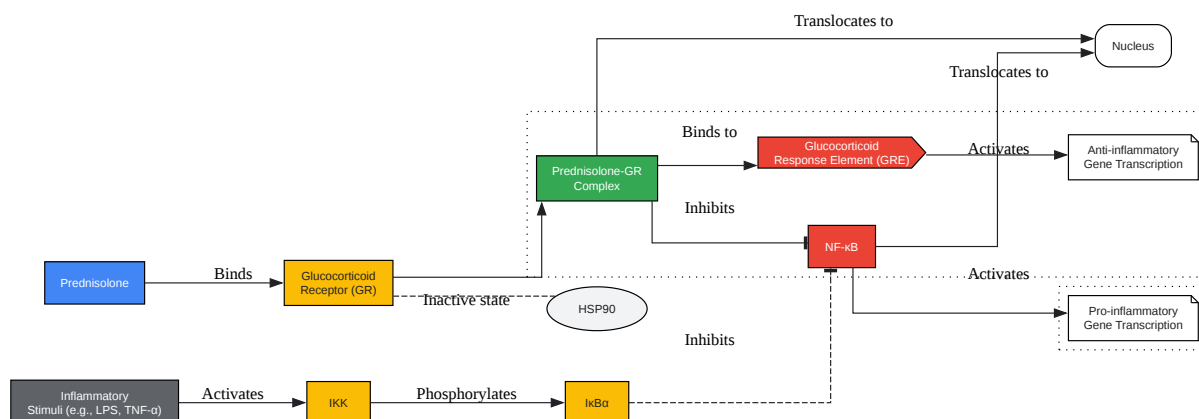 Translocates to
Nucleus
Translocates to
Binds to
Glucocorticoid
Response Element (GRE)
Activates
Anti-inflammatory
Gene Transcription
Prednisolone-GR
Complex
Inhibits
NF-κB
Prednisolone
Binds
Glucocorticoid
Receptor (GR)
Inactive state
HSP90
Activates
Pro-inflammatory
Gene Transcription
Inhibits
Inflammatory
Stimuli (e.g., LPS, TNF-α)
Activates
IKK
Phosphorylates
IκBα